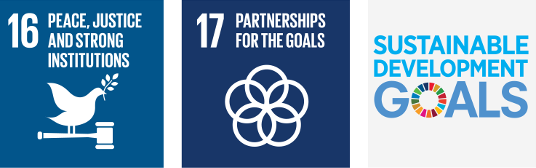 16 PEACE, JUSTICE
AND STRONG
INSTITUTIONS
17 PARTNERSHIPS
FOR THE GOALS
SUSTAINABLE
DEVELOPMENT
GOALS